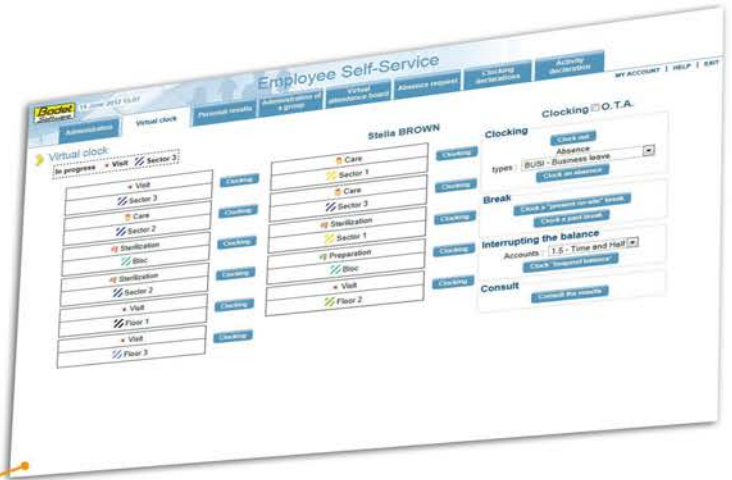 Bodet
Software
14 June 2012 15:07
Employee Self-Service
Administration
Virtual clock
Personal results
Administration of
a group
Virtual
attendance board
Absence request
Clocking
declarations
Activity
declaration
MY ACCOUNT | HELP | EXIT
Virtual clock
Stella BROWN
Clocking O.T.A.
In progress Visit Sector 3
Visit
Sector 3
Clocking
Care
Sector 2
Clocking
Sterilization
Bloc
Clocking
Sterilization
Sector 2
Clocking
Visit
Floor 1
Clocking
Visit
Floor 3
Clocking
Care
Sector 1
Clocking
Care
Sector 3
Clocking
Sterilization
Sector 1
Clocking
Preparation
Bloc
Clocking
Visit
Floor 2
Clocking
Clocking
Clock out
Absence
types : BUSI - Business leave
Clock an absence
Break
Clock a "present on-site" break
Clock a paid break
Interrupting the balance
Accounts : 1.5 - Time and Half
Clock "suspend balance"
Consult
Consult the results